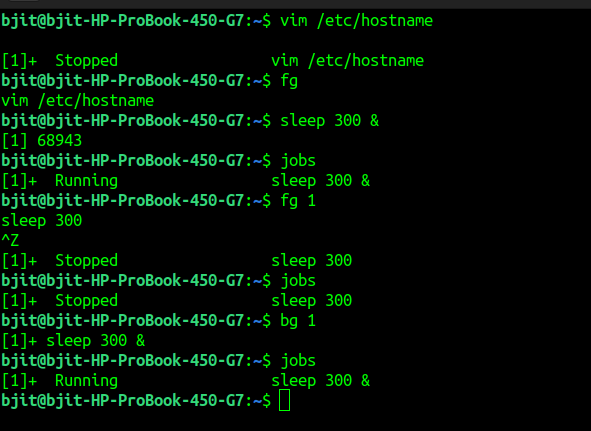 bjit@bjit-HP-ProBook-450-G7:~$ vim /etc/hostname
[1]+  Stopped                 vim /etc/hostname
bjit@bjit-HP-ProBook-450-G7:~$ fg
vim /etc/hostname
bjit@bjit-HP-ProBook-450-G7:~$ sleep 300 &
[1] 68943
bjit@bjit-HP-ProBook-450-G7:~$ jobs
[1]+  Running                 sleep 300 &
bjit@bjit-HP-ProBook-450-G7:~$ fg 1
sleep 300
^Z
[1]+  Stopped                 sleep 300
bjit@bjit-HP-ProBook-450-G7:~$ jobs
[1]+  Stopped                 sleep 300
bjit@bjit-HP-ProBook-450-G7:~$ bg 1
[1]+ sleep 300 &
bjit@bjit-HP-ProBook-450-G7:~$ jobs
[1]+  Running                 sleep 300 &
bjit@bjit-HP-ProBook-450-G7:~$